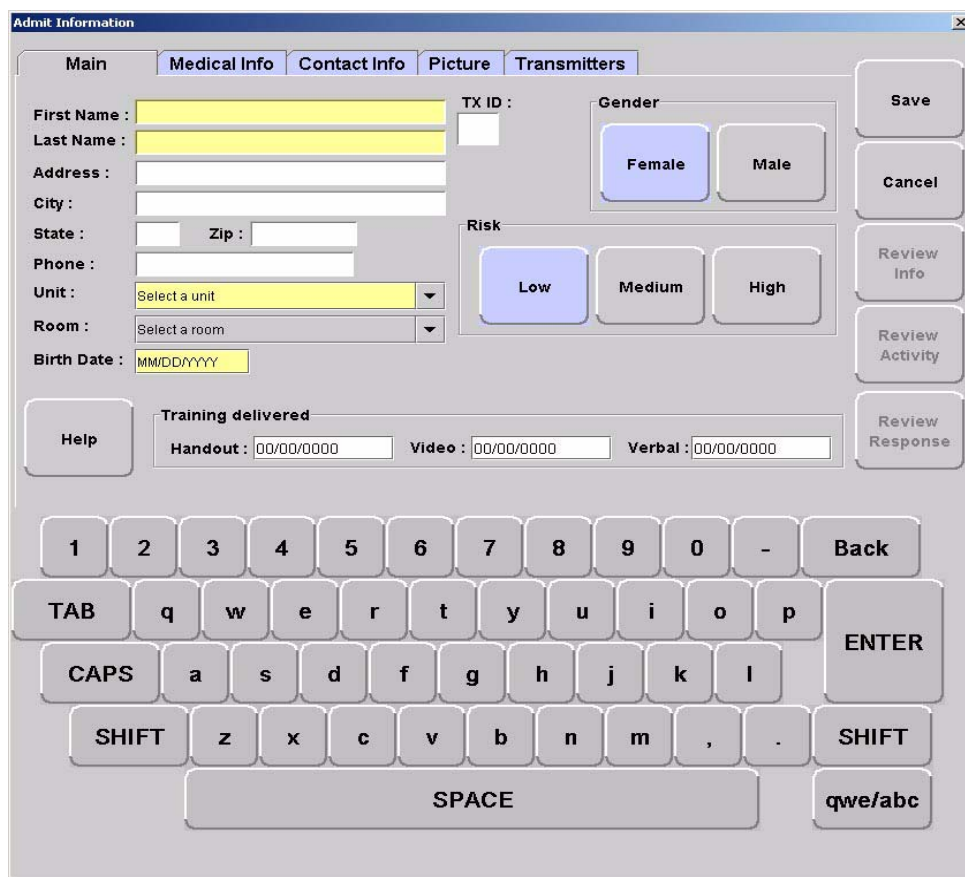 Admit Information
Main Medical Info Contact Info Picture Transmitters
First Name :
Last Name :
Address :
City :
State : Zip :
Phone :
Unit : Select a unit
Room : Select a room
Birth Date : MM/DD/YYYY
TX ID :
Gender
Female Male
Risk
Low Medium High
Save
Cancel
Review
Info
Review
Activity
Review
Response
Help
Training delivered
Handout : 00/00/0000 Video : 00/00/0000 Verbal : 00/00/0000
1 2 3 4 5 6 7 8 9 0 - Back
TAB q w e r t y u i o p
ENTER
CAPS a s d f g h j k l
SHIFT z x c v b n m , . SHIFT
SPACE qwe/abc